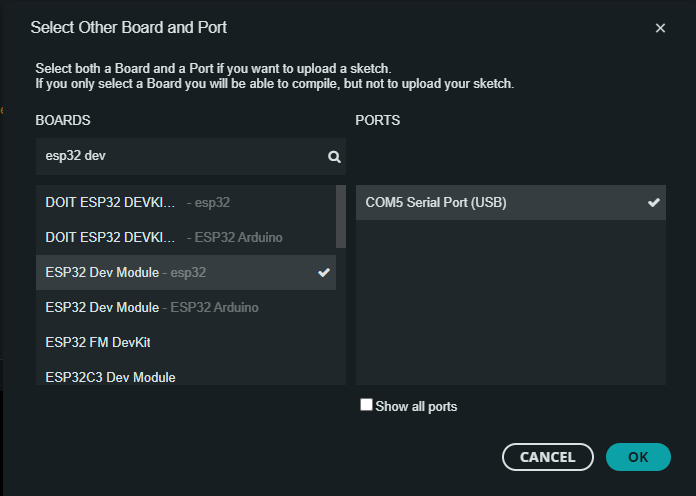 Select Other Board and Port
Select both a Board and a Port if you want to upload a sketch.
If you only select a Board you will be able to compile, but not to upload your sketch.
BOARDS
esp32 dev
DOIT ESP32 DEVKI... - esp32
DOIT ESP32 DEVKI... - ESP32 Arduino
ESP32 Dev Module - esp32
ESP32 Dev Module - ESP32 Arduino
ESP32 FM DevKit
ESP32C3 Dev Module
PORTS
COM5 Serial Port (USB)
Show all ports
CANCEL
OK